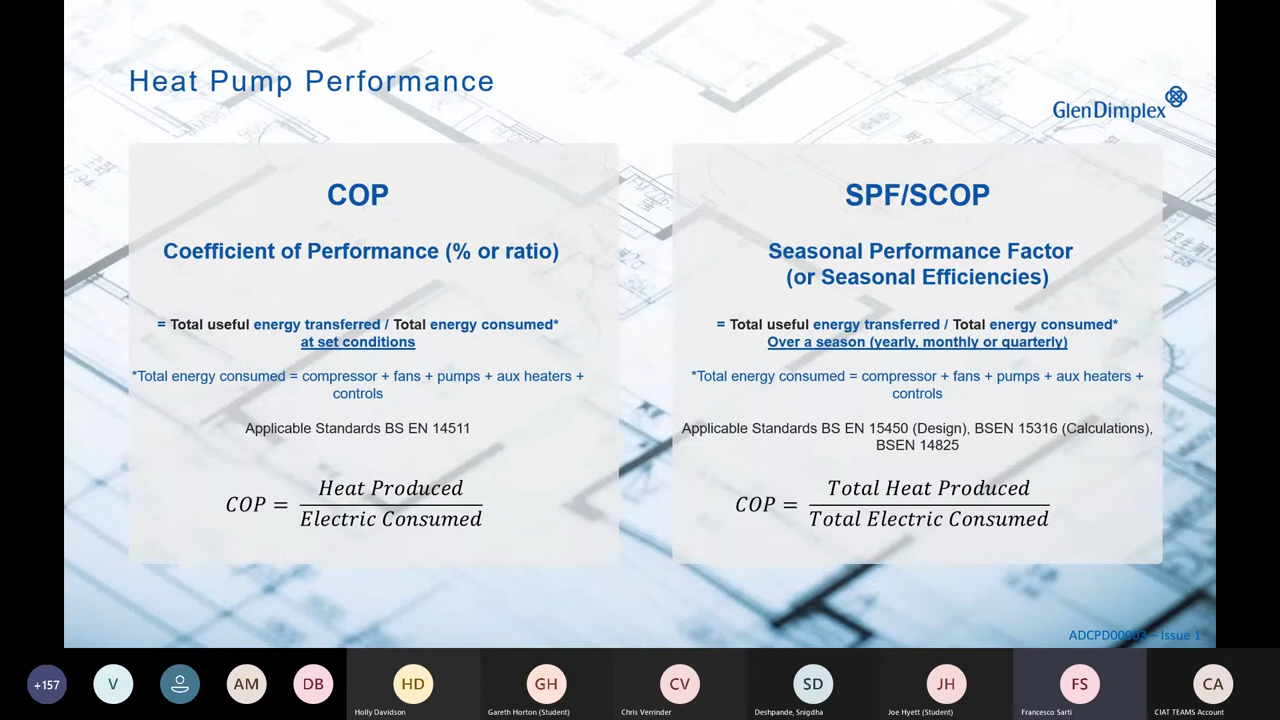 Heat Pump Performance
GlenDimplex
COP
Coefficient of Performance (% or ratio)
= Total useful energy transferred / Total energy consumed*
at set conditions
*Total energy consumed = compressor + fans + pumps + aux heaters +
controls
Applicable Standards BS EN 14511
COP = Heat Produced
Electric Consumed
SPF/SCOP
Seasonal Performance Factor
(or Seasonal Efficiencies)
= Total useful energy transferred / Total energy consumed*
Over a season (yearly, monthly or quarterly)
*Total energy consumed = compressor + fans + pumps + aux heaters +
controls
Applicable Standards BS EN 15450 (Design), BSEN 15316 (Calculations),
BSEN 14825
COP = Total Heat Produced
Total Electric Consumed
– Issue 1
+157
V
AM
DB
HD
GH
CV
SD
JH
FS
CA
Holly Davidson
Gareth Horton (Student)
Chris Verrinder
Deshpande, Snigdha
Joe Hyett (Student)
Francesco Sarti
CIAT TEAMS Account